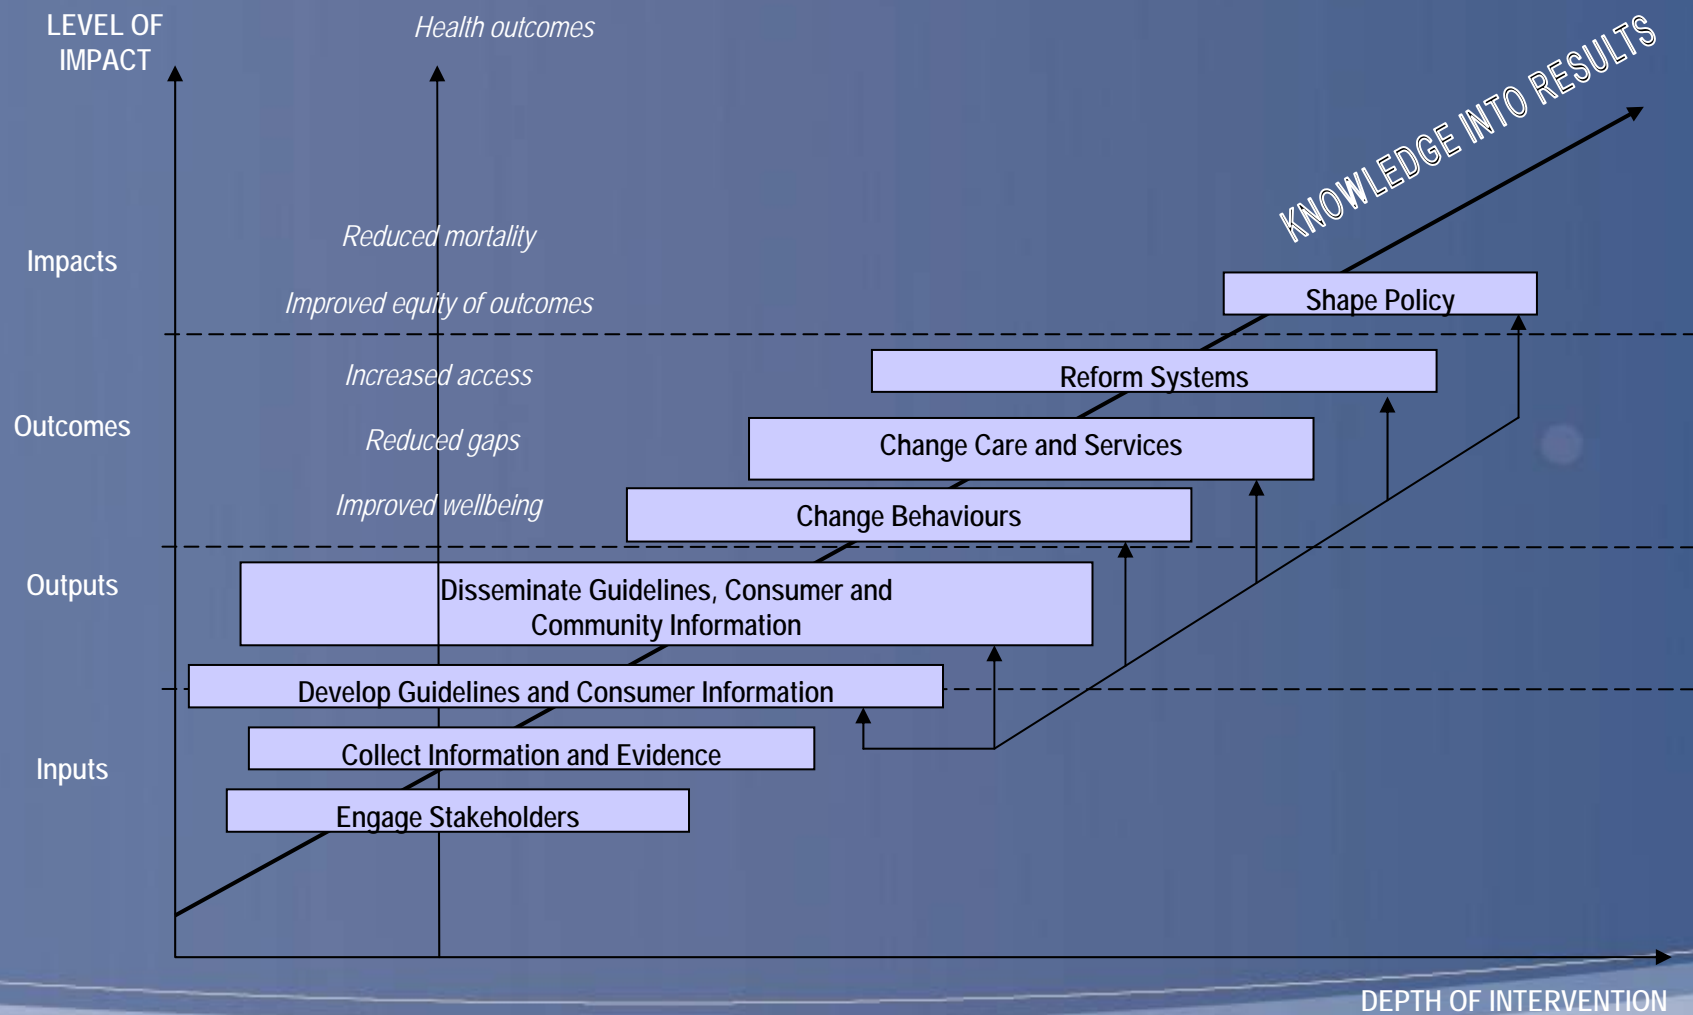 LEVEL OF
IMPACT
Health outcomes
KNOWLEDGE INTO RESULTS
Reduced mortality
Impacts
Improved equity of outcomes
Shape Policy
Increased access
Reform Systems
Outcomes
Reduced gaps
Change Care and Services
Improved wellbeing
Change Behaviours
Outputs
Disseminate Guidelines, Consumer and
Community Information
Develop Guidelines and Consumer Information
Collect Information and Evidence
Inputs
Engage Stakeholders
DEPTH OF INTERVENTION